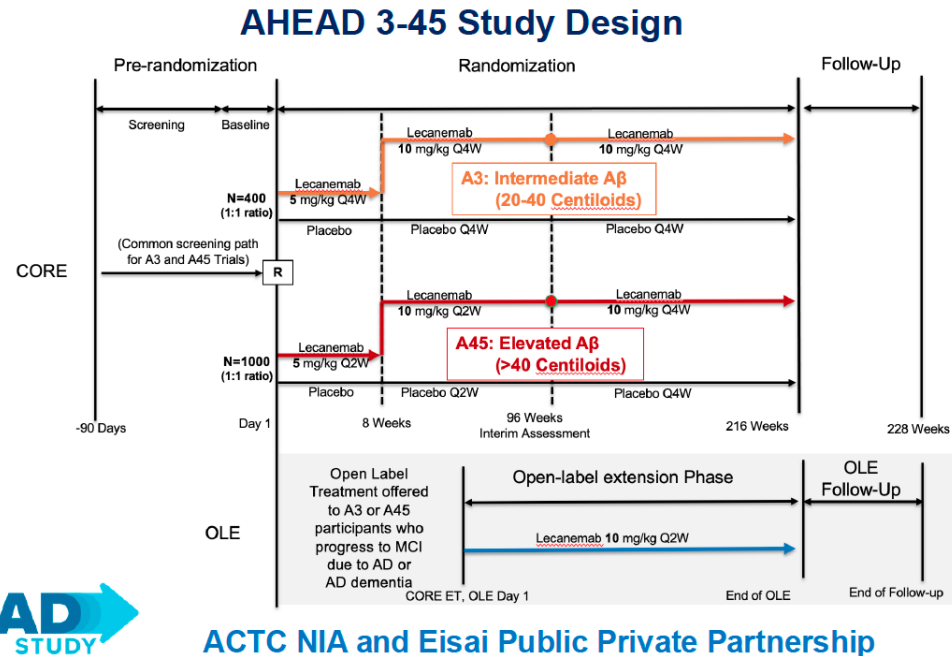 AHEAD 3-45 Study Design
Pre-randomization
Randomization
Follow-Up
Screening
Baseline
Lecanemab
10 mg/kg Q4W
Lecanemab
10 mg/kg Q4W
Lecanemab
5 mg/kg Q4W
A3: Intermediate Aβ
(20-40 Centiloids)
N=400
(1:1 ratio)
Placebo
Placebo Q4W
Placebo Q4W
(Common screening path
for A3 and A45 Trials)
CORE
R
Lecanemab
10 mg/kg Q2W
Lecanemab
10 mg/kg Q4W
Lecanemab
5 mg/kg Q2W
A45: Elevated Aβ
(>40 Centiloids)
N=1000
(1:1 ratio)
Placebo
Placebo Q2W
Placebo Q4W
-90 Days
Day 1
8 Weeks
96 Weeks
Interim Assessment
216 Weeks
228 Weeks
OLE
Open Label
Treatment offered
to A3 or A45
participants who
progress to MCI
due to AD or
AD dementia
Open-label extension Phase
OLE
Follow-Up
Lecanemab 10 mg/kg Q2W
CORE ET, OLE Day 1
End of OLE
End of Follow-up
AD
STUDY
ACTC NIA and Eisai Public Private Partnership